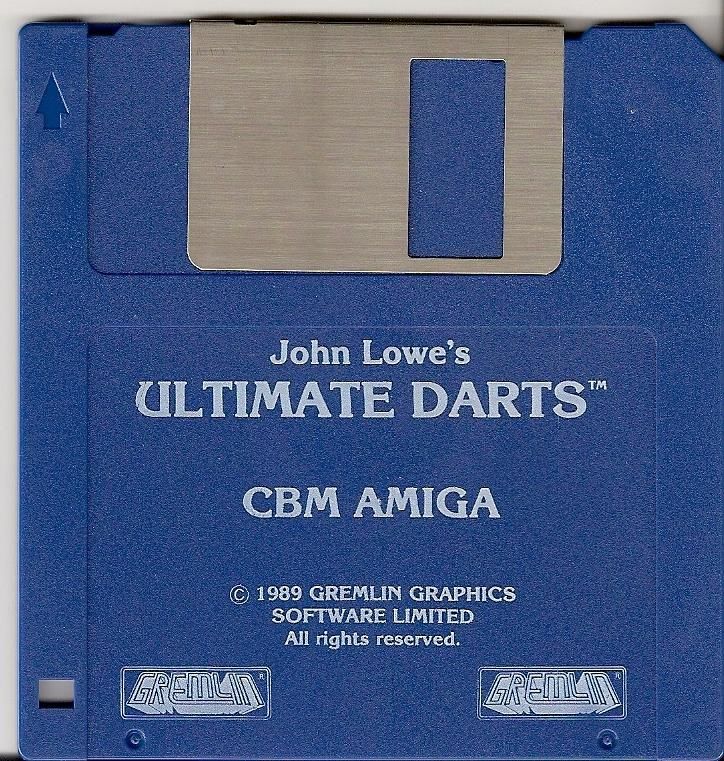 John Lowe's
ULTIMATE DARTS™
CBM AMIGA
© 1989 GREMLIN GRAPHICS
SOFTWARE LIMITED
All rights reserved.
GREMLIN® GREMLIN®